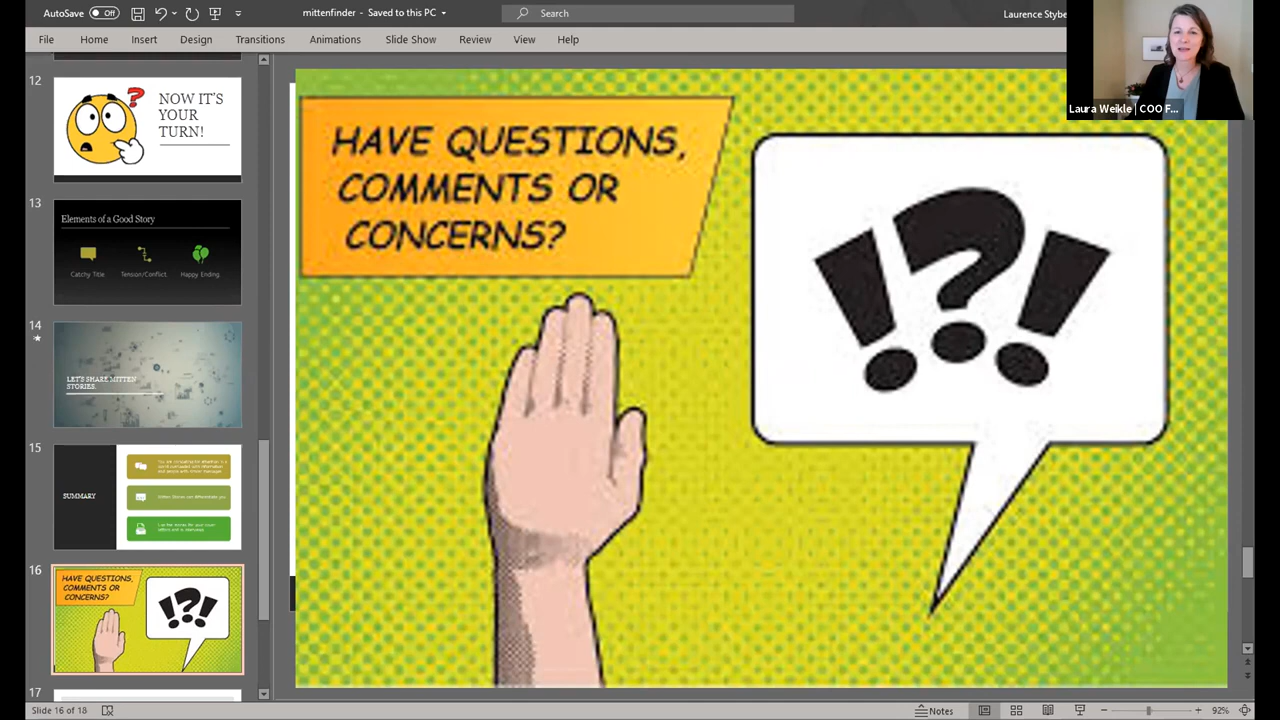 AutoSave Off mittenfinder - Saved to this PC Search Laurence Stybe
File Home Insert Design Transitions Animations Slide Show Review View Help
Laura Weikle | COO F...
12
NOW IT'S
YOUR
TURN!
13
Elements of a Good Story
Catchy Title Tension/Conflict Happy Ending
14
LET'S SHARE MITTEN
STORIES.
15
SUMMARY
16
HAVE QUESTIONS,
COMMENTS OR
CONCERNS?
17
HAVE QUESTIONS,
COMMENTS OR
CONCERNS?
!?!
Slide 16 of 18 Notes 92%